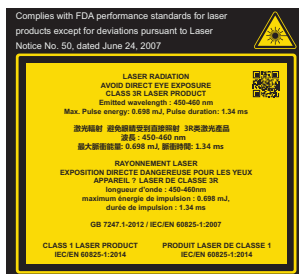 Complies with FDA performance standards for laser
products except for deviations pursuant to Laser
Notice No. 50, dated June 24, 2007
LASER RADIATION
AVOID DIRECT EYE EXPOSURE
CLASS 3R LASER PRODUCT
Emitted wavelength : 450-460 nm
Max. Pulse energy: 0.698 mJ, Pulse duration: 1.34 ms
激光輻射 避免眼睛受到直接照射 3R类激光產品
波長 : 450-460 nm
最大脈衝能量: 0.698 mJ, 脈衝時間: 1.34 ms
RAYONNEMENT LASER
EXPOSITION DIRECTE DANGEREUSE POUR LES YEUX
APPAREIL ? LASER DE CLASSE 3R
longueur d'onde : 450-460nm
maximum énergie de impulsion : 0.698 mJ,
durée de impulsion : 1.34 ms
GB 7247.1-2012 / IEC/EN 60825-1:2007
CLASS 1 LASER PRODUCT PRODUIT LASER DE CLASSE 1
IEC/EN 60825-1:2014 IEC/EN 60825-1:2014